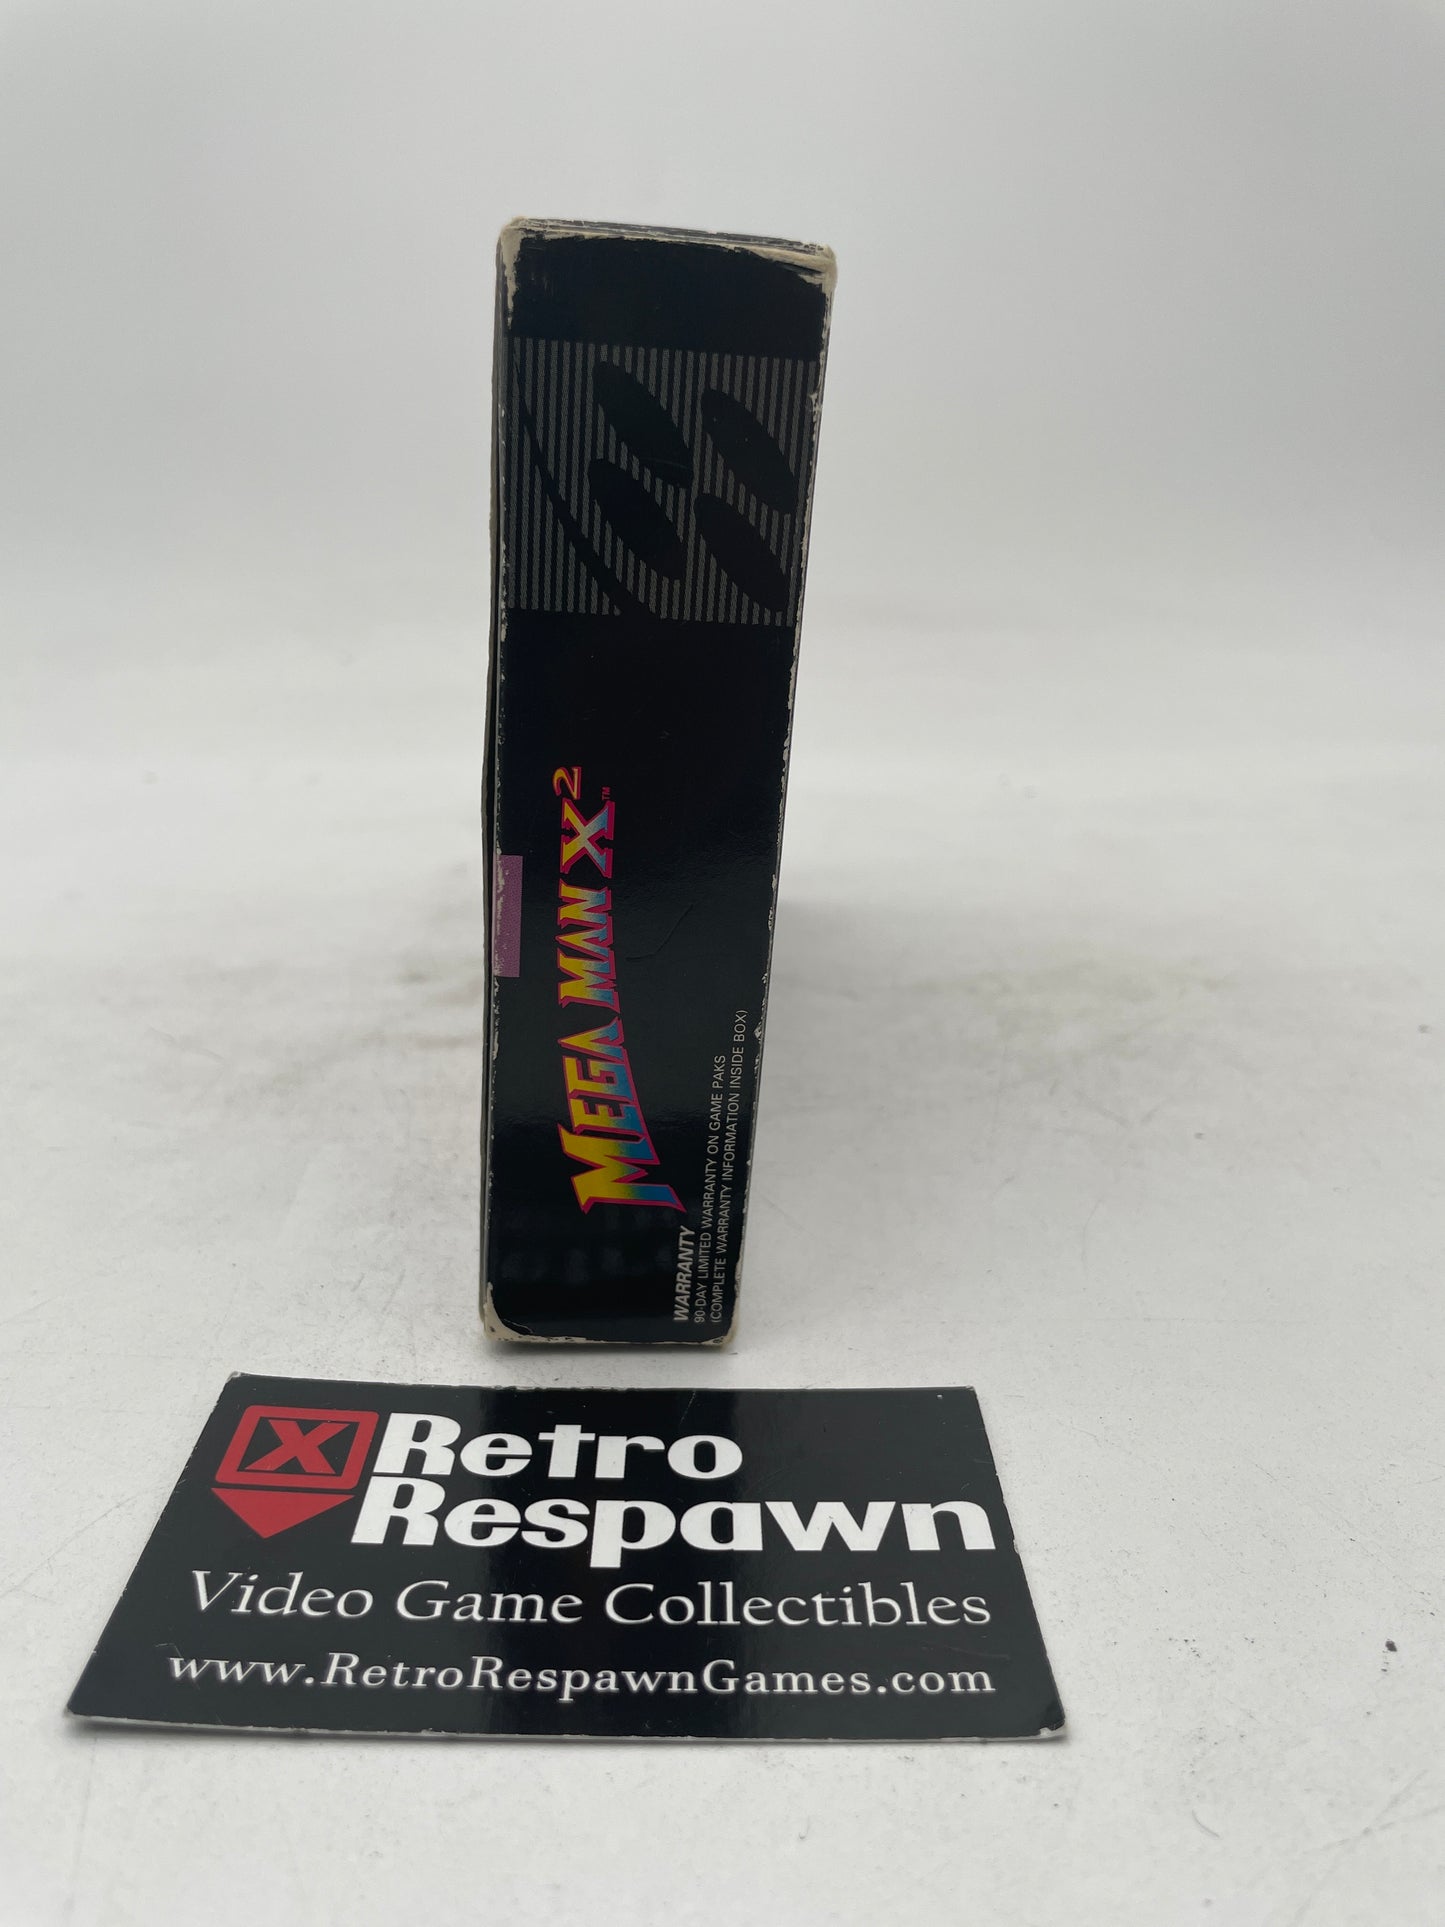 MEGA MAN X2™
WARRANTY
90-DAY LIMITED WARRANTY ON GAME PAKS
(COMPLETE WARRANTY INFORMATION INSIDE BOX)
X Retro
Respawn
Video Game Collectibles
www.RetroRespawnGames.com